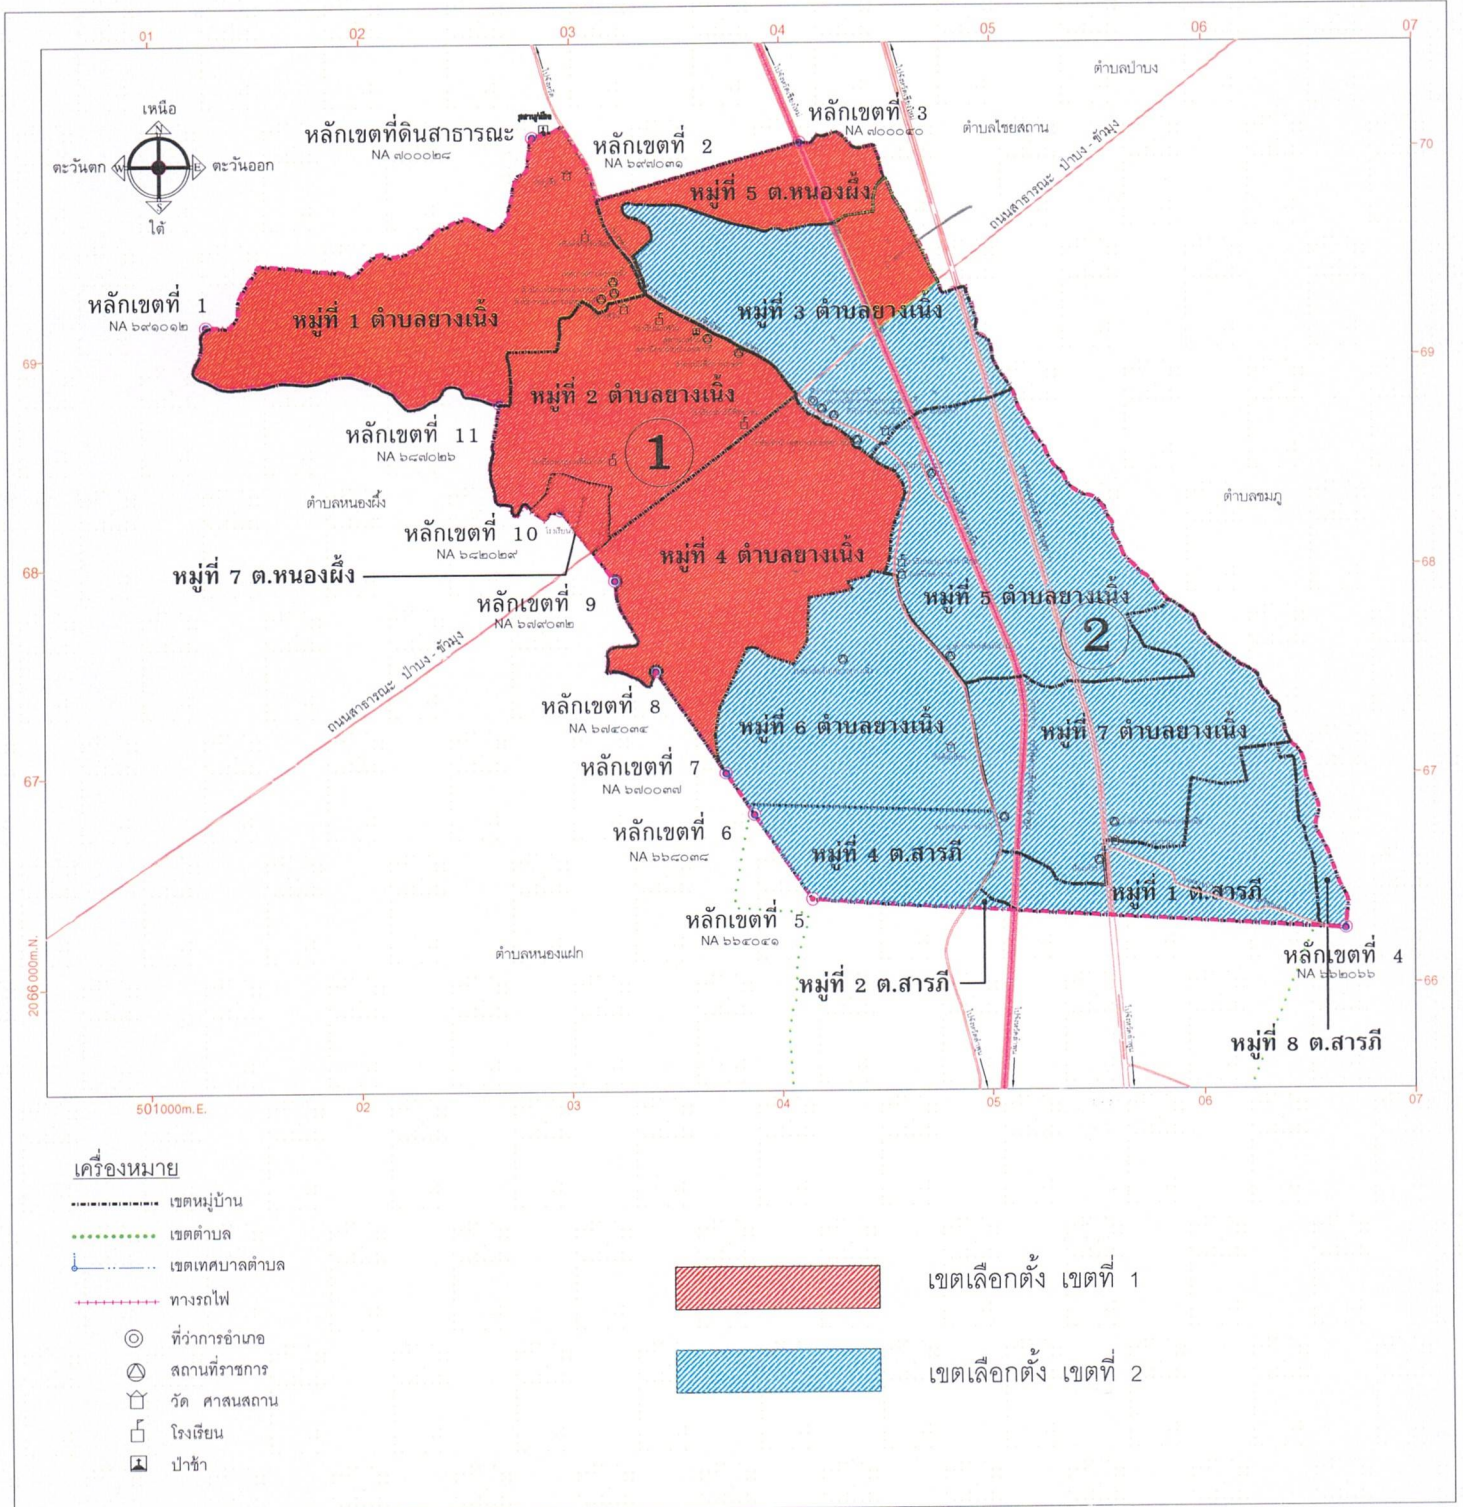 01 02 03 04 05 06 07
ตำบลป่าบง
เหนือ
N
ตะวันตก W E ตะวันออก
S
ใต้
หลักเขตที่ดินสาธารณะ
NA ๗๐๐๐๒๘
หลักเขตที่ 2
NA ๖๙๗๐๓๑
หลักเขตที่ 3
NA ๗๐๐๐๔๐
ตำบลไชยสถาน
ถนนสาธารณะ ป่าบง - ขัวมุง
70
หมู่ที่ 5 ต.หนองผึ้ง
หลักเขตที่ 1
NA ๖๙๑๐๑๒
หมู่ที่ 1 ตำบลยางเนิ้ง
หมู่ที่ 3 ตำบลยางเนิ้ง
69
69
หมู่ที่ 2 ตำบลยางเนิ้ง
1
หลักเขตที่ 11
NA ๖๘๗๐๒๖
ตำบลหนองผึ้ง
ตำบลชมภู
หลักเขตที่ 10
NA ๖๘๒๐๒๙
หมู่ที่ 4 ตำบลยางเนิ้ง
68
68
หมู่ที่ 7 ต.หนองผึ้ง
หลักเขตที่ 9
NA ๖๗๙๐๓๒
หมู่ที่ 5 ตำบลยางเนิ้ง
2
ถนนสาธารณะ ป่าบง - ขัวมุง
หลักเขตที่ 8
NA ๖๗๔๐๓๔
หมู่ที่ 6 ตำบลยางเนิ้ง
หมู่ที่ 7 ตำบลยางเนิ้ง
67
67
หลักเขตที่ 7
NA ๖๗๐๐๓๗
หลักเขตที่ 6
NA ๖๖๘๐๓๘
หมู่ที่ 4 ต.สารภี
หมู่ที่ 1 ต.สารภี
หลักเขตที่ 5
NA ๖๖๔๐๔๑
ตำบลหนองแฝก
หลักเขตที่ 4
NA ๖๖๒๐๖๖
หมู่ที่ 2 ต.สารภี
2066 000m.N.
66
หมู่ที่ 8 ต.สารภี
501000m.E. 02 03 04 05 06 07
เครื่องหมาย
เขตหมู่บ้าน
เขตตำบล
เขตเทศบาลตำบล
ทางรถไฟ
ที่ว่าการอำเภอ
สถานที่ราชการ
วัด ศาสนสถาน
โรงเรียน
ป่าช้า
เขตเลือกตั้ง เขตที่ 1
เขตเลือกตั้ง เขตที่ 2